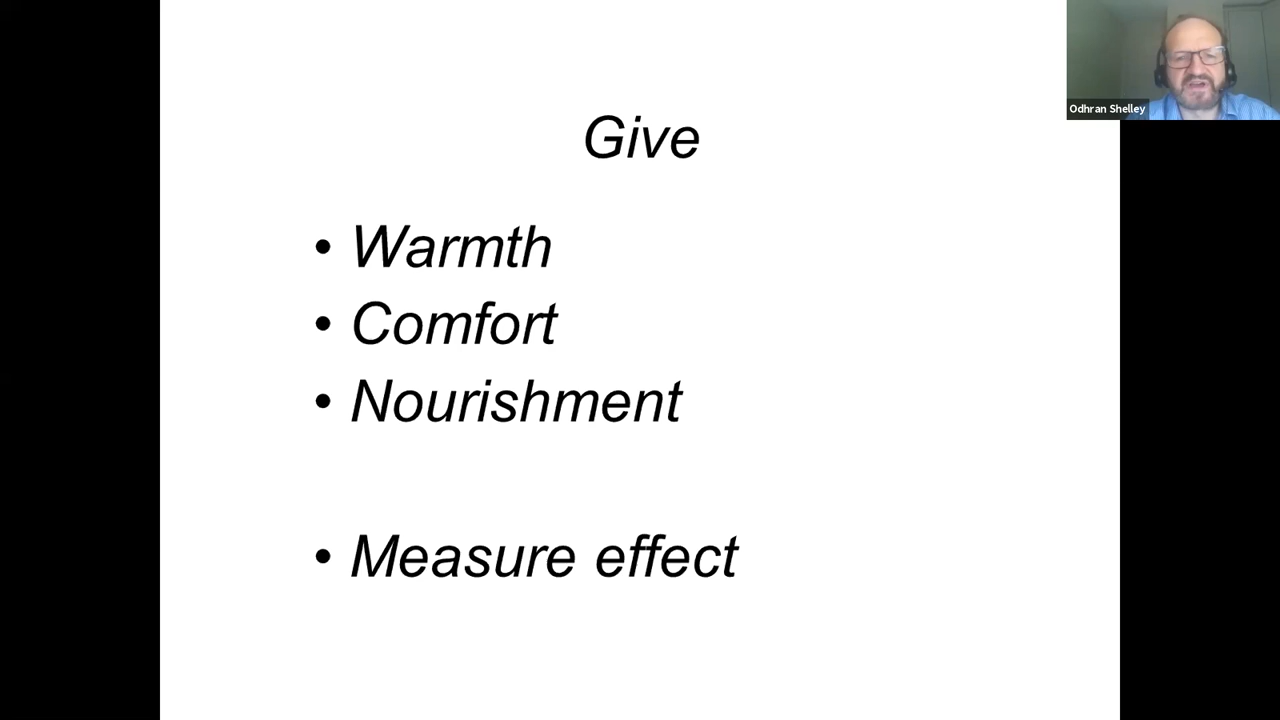 Odhran Shelley
Give
• Warmth
• Comfort
• Nourishment
• Measure effect